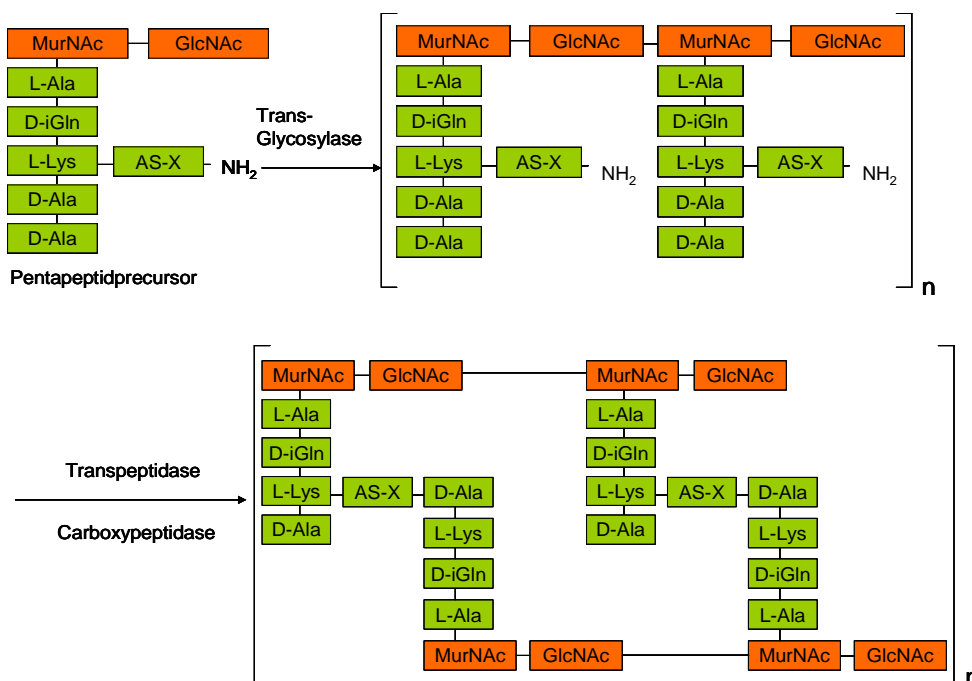 MurNAc GlcNAc
L-Ala
D-iGln
L-Lys AS-X NH2
D-Ala
D-Ala
Pentapeptidprecursor
Trans-
Glycosylase
MurNAc GlcNAc MurNAc GlcNAc
L-Ala L-Ala
D-iGln D-iGln
L-Lys AS-X NH2 L-Lys AS-X NH2
D-Ala D-Ala
D-Ala D-Ala
n
Transpeptidase
Carboxypeptidase
MurNAc GlcNAc MurNAc GlcNAc
L-Ala L-Ala
D-iGln D-iGln
L-Lys AS-X D-Ala L-Lys AS-X D-Ala
D-Ala L-Lys D-Ala L-Lys
D-iGln D-iGln
L-Ala L-Ala
MurNAc GlcNAc MurNAc GlcNAc